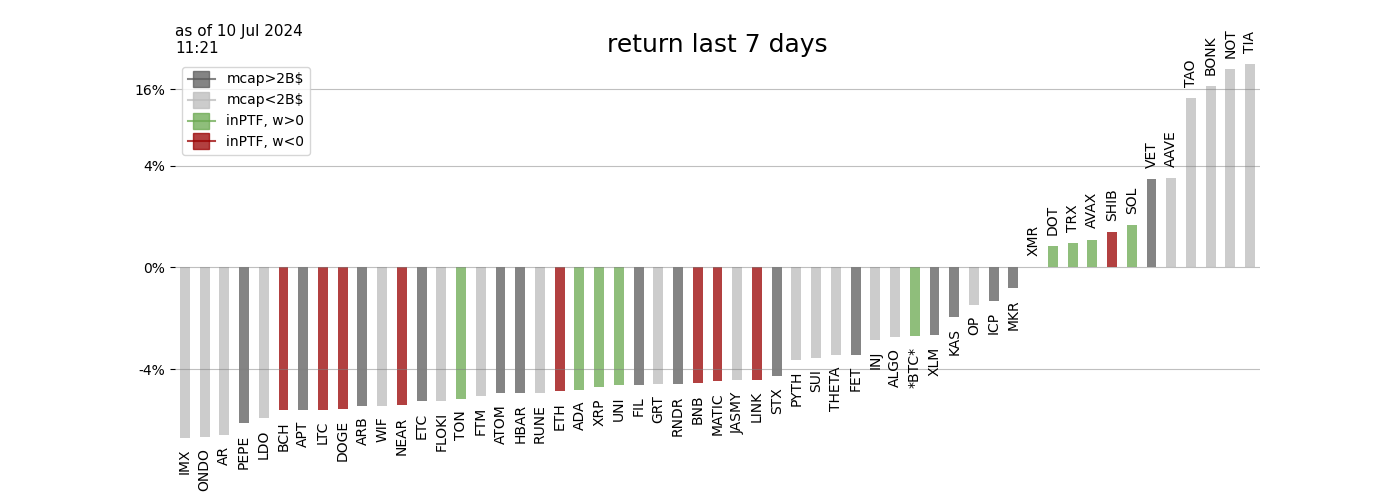 as of 10 Jul 2024
11:21
return last 7 days
mcap>2B$
mcap<2B$
inPTF, w>0
inPTF, w<0
16%
4%
0%
-4%
IMX
ONDO
AR
PEPE
LDO
BCH
APT
LTC
DOGE
ARB
WIF
NEAR
ETC
FLOKI
TON
FTM
ATOM
HBAR
RUNE
ETH
ADA
XRP
UNI
FIL
GRT
RNDR
BNB
MATIC
JASMY
LINK
STX
PYTH
SUI
THETA
FET
INJ
ALGO
*BTC*
XLM
KAS
OP
ICP
MKR
XMR
DOT
TRX
AVAX
SHIB
SOL
VET
AAVE
TAO
BONK
NOT
TIA